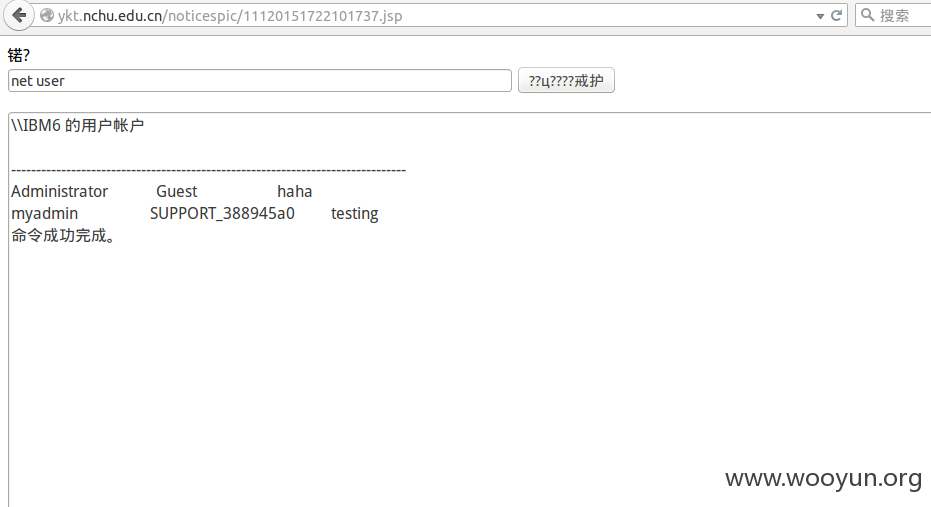 ykt.nchu.edu.cn/noticespic/11120151722101737.jsp
搜索
锘?
net user
??ц????戒护
\\IBM6 的用户帐户
-------------------------------------------------------------------------------
Administrator Guest haha
myadmin SUPPORT_388945a0 testing
命令成功完成。
www.wooyun.org